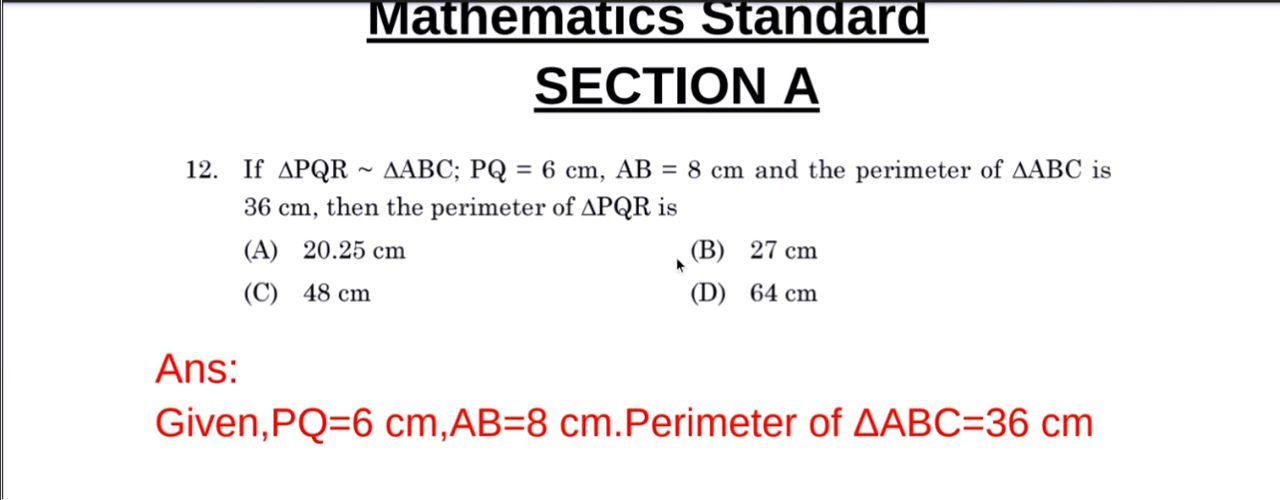 Mathematics Standard
SECTION A
12. If ΔPQR ~ ΔABC; PQ = 6 cm, AB = 8 cm and the perimeter of ΔABC is
36 cm, then the perimeter of ΔPQR is
(A) 20.25 cm (B) 27 cm
(C) 48 cm (D) 64 cm
Ans:
Given,PQ=6 cm,AB=8 cm.Perimeter of ΔABC=36 cm